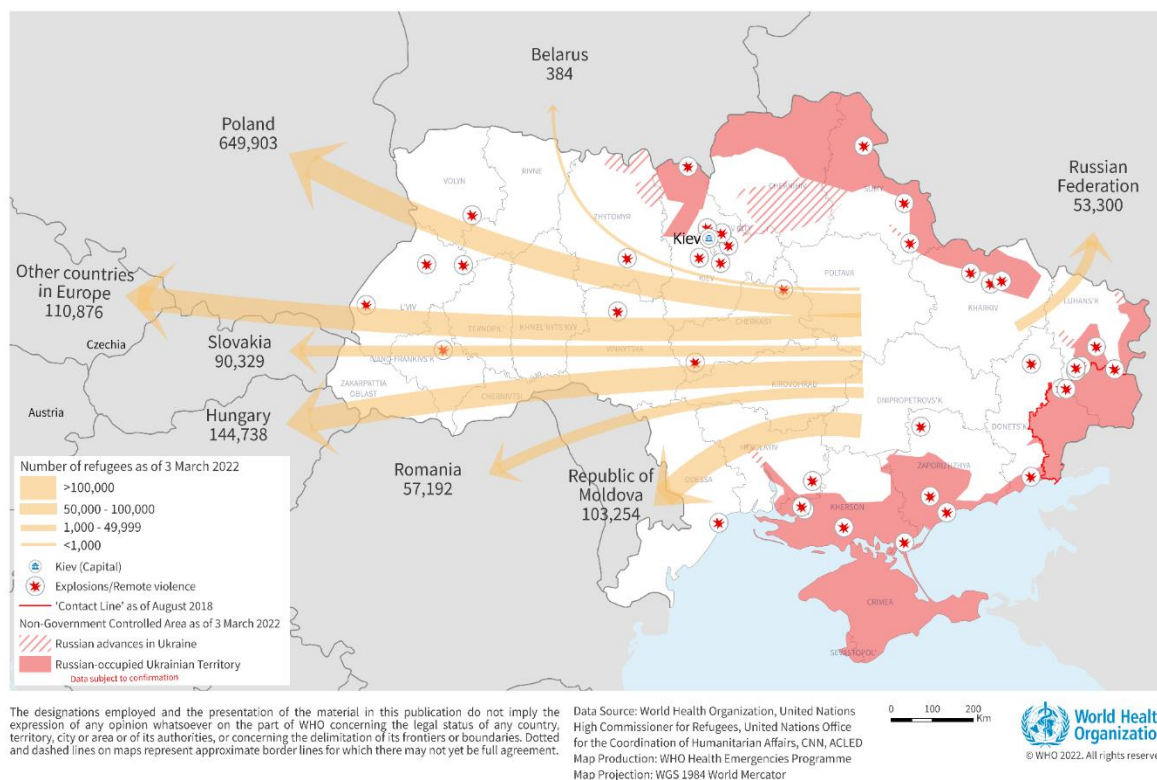 Belarus
384
Poland
649,903
Russian
Federation
53,300
Other countries
in Europe
110,876
Czechia
Slovakia
90,329
Austria
Hungary
144,738
Romania
57,192
Republic of
Moldova
103,254
VOLYN
RIVNE
ZHYTOMYR
CHERNIHIV
SUMY
Kiev
KIEV
POLTAVA
KHARKIV
LUHANS'K
L'VIV
TERNOPIL'
KHMEL'NYTS'KYY
CHERKASY
IVANO-FRANKIVS'K
VINNYTSKA
ZAKARPATTIA
OBLAST
CHERNIVTSI
KIROVOHRAD
DNIPROPETROVS'K
DONETS'K
MYKOLAYIV
ZAPORIZHZHYA
ODESSA
KHERSON
CRIMEA
SEVASTOPOL'
Number of refugees as of 3 March 2022
>100,000
50,000 - 100,000
1,000 - 49,999
<1,000
Kiev (Capital)
Explosions/Remote violence
'Contact Line' as of August 2018
Non-Government Controlled Area as of 3 March 2022
Russian advances in Ukraine
Russian-occupied Ukrainian Territory
Data subject to confirmation
The designations employed and the presentation of the material in this publication do not imply the
expression of any opinion whatsoever on the part of WHO concerning the legal status of any country,
territory, city or area or of its authorities, or concerning the delimitation of its frontiers or boundaries. Dotted
and dashed lines on maps represent approximate border lines for which there may not yet be full agreement.
Data Source: World Health Organization, United Nations
High Commissioner for Refugees, United Nations Office
for the Coordination of Humanitarian Affairs, CNN, ACLED
Map Production: WHO Health Emergencies Programme
Map Projection: WGS 1984 World Mercator
0 100 200
Km
World Health
Organizatio
© WHO 2022. All rights reserve